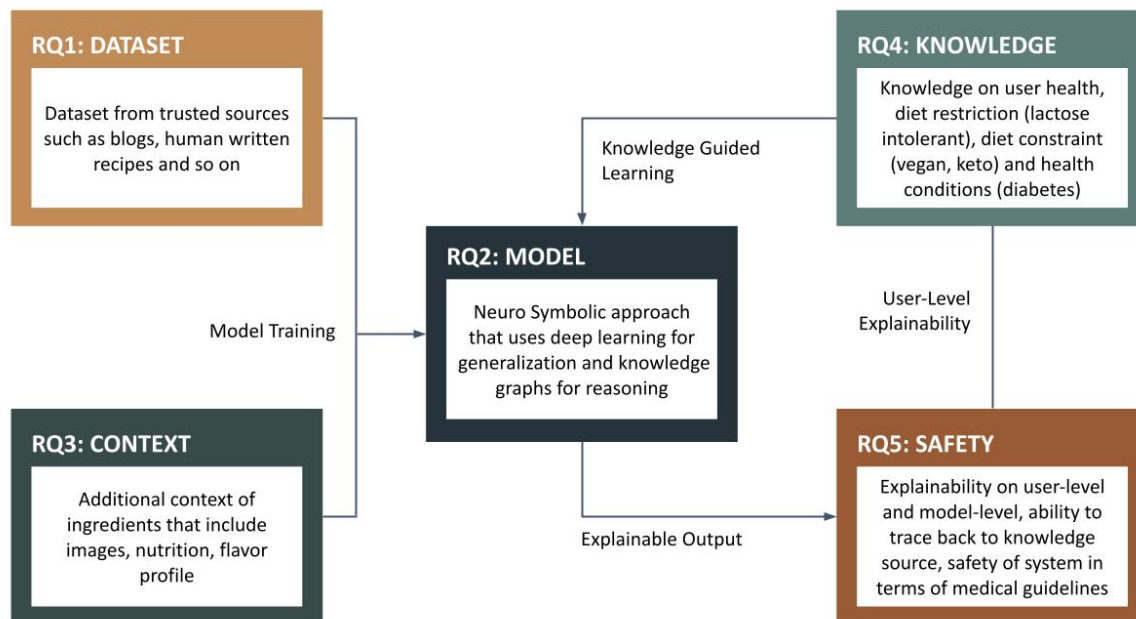 RQ1: DATASET
Dataset from trusted sources
such as blogs, human written
recipes and so on
RQ4: KNOWLEDGE
Knowledge on user health,
diet restriction (lactose
intolerant), diet constraint
(vegan, keto) and health
conditions (diabetes)
Knowledge Guided
Learning
RQ2: MODEL
Neuro Symbolic approach
that uses deep learning for
generalization and knowledge
graphs for reasoning
Model Training
User-Level
Explainability
RQ3: CONTEXT
Additional context of
ingredients that include
images, nutrition, flavor
profile
Explainable Output
RQ5: SAFETY
Explainability on user-level
and model-level, ability to
trace back to knowledge
source, safety of system in
terms of medical guidelines